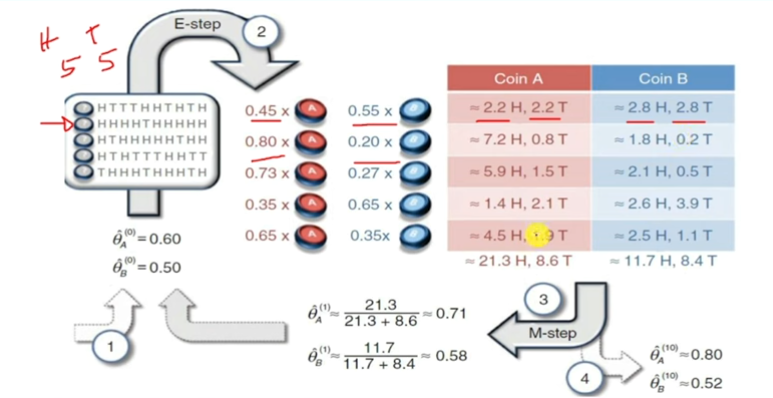 H T
5 5
E-step
2
HTTTHHTHTH
HHHHTHHHHH
HTHHHHHTHH
HTHTTTHHTT
THHHTHHHTH
0.45 x A 0.55 x B
0.80 x A 0.20 x B
0.73 x A 0.27 x B
0.35 x A 0.65 x B
0.65 x A 0.35x B
Coin A Coin B
≈ 2.2 H, 2.2 T ≈ 2.8 H, 2.8 T
≈ 7.2 H, 0.8 T ≈ 1.8 H, 0.2 T
≈ 5.9 H, 1.5 T ≈ 2.1 H, 0.5 T
≈ 1.4 H, 2.1 T ≈ 2.6 H, 3.9 T
≈ 4.5 H, 1.9 T ≈ 2.5 H, 1.1 T
≈ 21.3 H, 8.6 T ≈ 11.7 H, 8.4 T
θ̂A(0) = 0.60
θ̂B(0) = 0.50
1
θ̂A(1) ≈ 21.3 / 21.3 + 8.6 ≈ 0.71
θ̂B(1) ≈ 11.7 / 11.7 + 8.4 ≈ 0.58
3
M-step
4
θ̂A(10) ≈ 0.80
θ̂B(10) ≈ 0.52